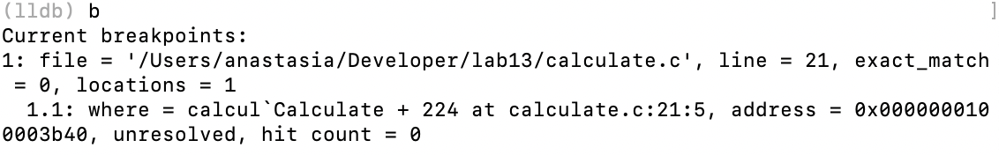 (lldb) b ]
Current breakpoints:
1: file = '/Users/anastasia/Developer/lab13/calculate.c', line = 21, exact_match
 = 0, locations = 1
  1.1: where = calcul`Calculate + 224 at calculate.c:21:5, address = 0x000000010
0003b40, unresolved, hit count = 0